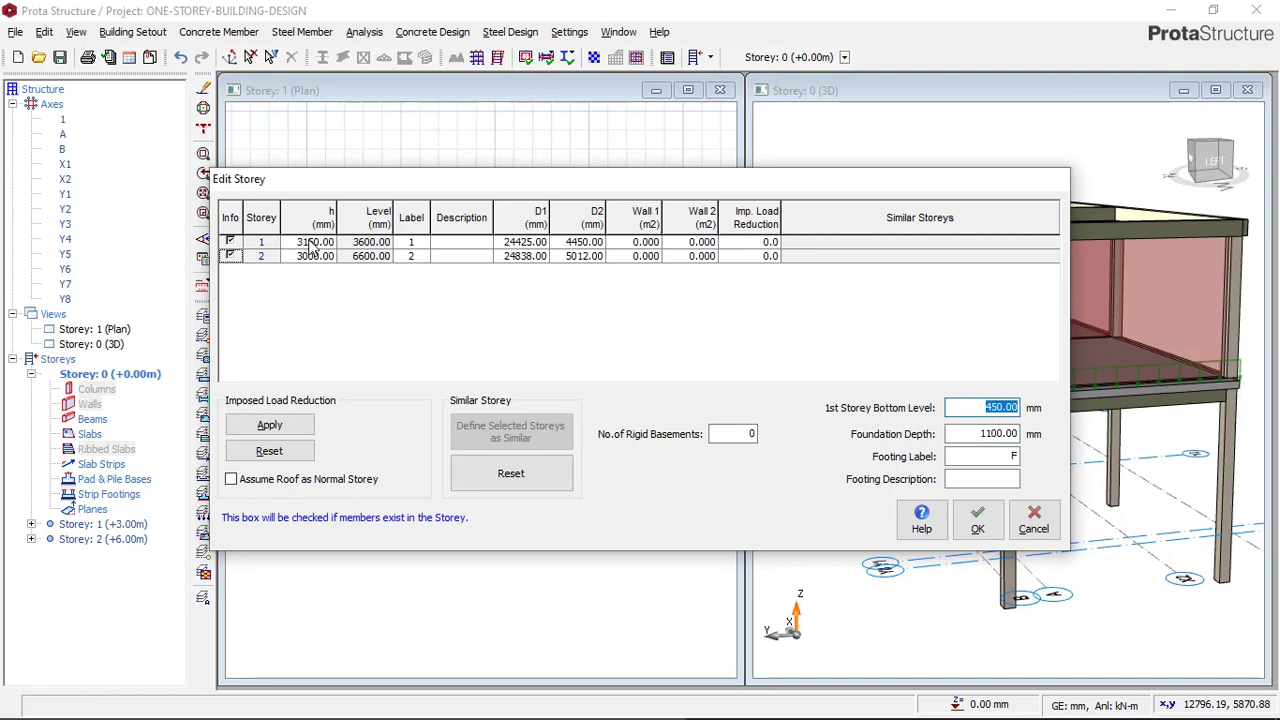 Prota Structure / Project: ONE-STOREY-BUILDING-DESIGN
File Edit View Building Setout Concrete Member Steel Member Analysis Concrete Design Steel Design Settings Window Help
ProtaStructure
Storey: 0 (+0.00m)
Structure
Axes
1
A
B
X1
X2
Y1
Y2
Y3
Y4
Y5
Y6
Y7
Y8
Views
Storey: 1 (Plan)
Storey: 0 (3D)
Storeys
Storey: 0 (+0.00m)
Columns
Walls
Beams
Slabs
Ribbed Slabs
Slab Strips
Pad & Pile Bases
Strip Footings
Planes
Storey: 1 (+3.00m)
Storey: 2 (+6.00m)
Storey: 1 (Plan)
Storey: 0 (3D)
LEFT
Edit Storey
Info Storey h (mm) Level (mm) Label Description D1 (mm) D2 (mm) Wall 1 (m2) Wall 2 (m2) Imp. Load Reduction Similar Storeys
1 3150.00 3600.00 1 24425.00 4450.00 0.000 0.000 0.0
2 3000.00 6600.00 2 24838.00 5012.00 0.000 0.000 0.0
Imposed Load Reduction
Apply
Reset
Assume Roof as Normal Storey
Similar Storey
Define Selected Storeys as Similar
Reset
No.of Rigid Basements: 0
1st Storey Bottom Level: 450.00 mm
Foundation Depth: 1100.00 mm
Footing Label: F
Footing Description:
This box will be checked if members exist in the Storey.
Help OK Cancel
B A
Z
Y X
Z= 0.00 mm
GE: mm, Anl: kN-m
x,y 12796.19, 5870.88